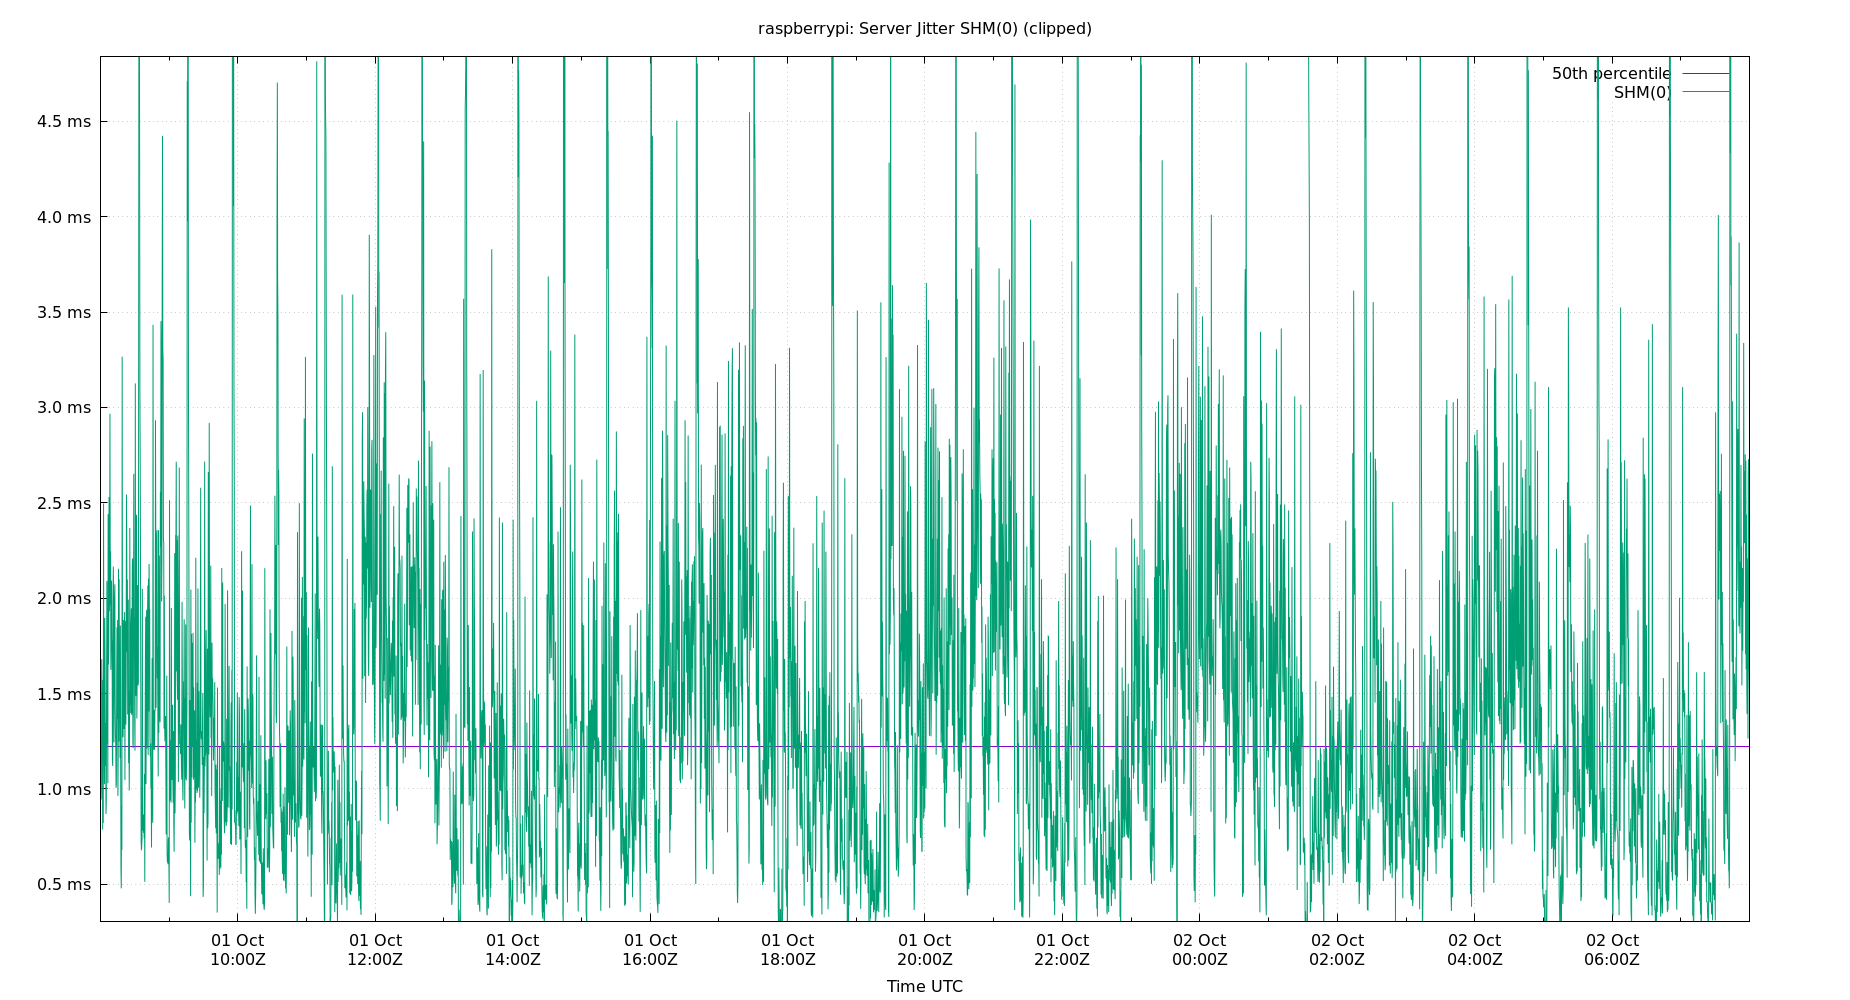 raspberrypi: Server Jitter SHM(0) (clipped)
50th percentile
SHM(0)
4.5 ms
4.0 ms
3.5 ms
3.0 ms
2.5 ms
2.0 ms
1.5 ms
1.0 ms
0.5 ms
01 Oct 01 Oct 01 Oct 01 Oct 01 Oct 01 Oct 01 Oct 02 Oct 02 Oct 02 Oct 02 Oct
10:00Z 12:00Z 14:00Z 16:00Z 18:00Z 20:00Z 22:00Z 00:00Z 02:00Z 04:00Z 06:00Z
Time UTC